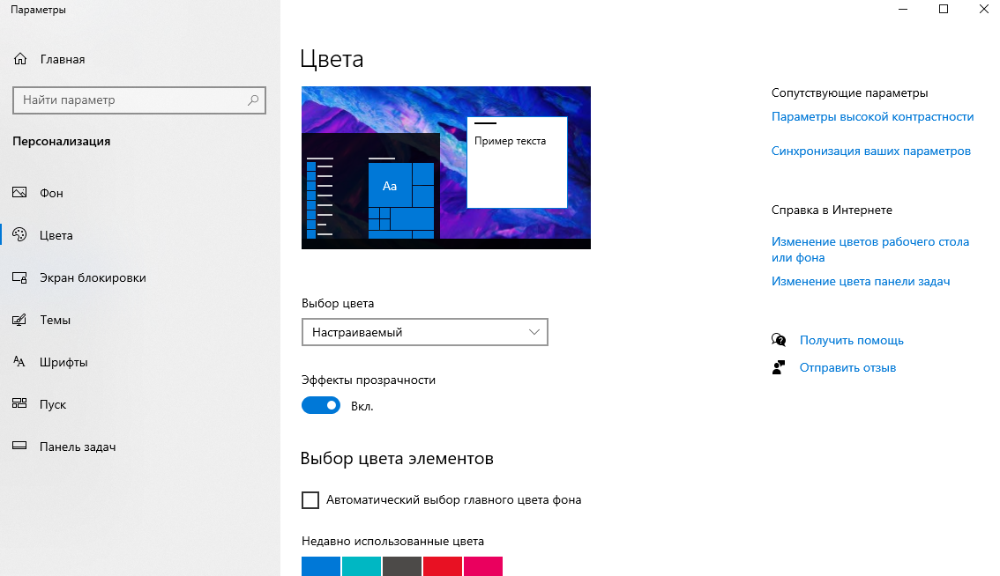 Параметры
Главная
Найти параметр
Персонализация
Фон
Цвета
Экран блокировки
Темы
Шрифты
Пуск
Панель задач
Цвета
Пример текста
Aa
Выбор цвета
Настраиваемый
Эффекты прозрачности
Вкл.
Выбор цвета элементов
Автоматический выбор главного цвета фона
Недавно использованные цвета
Сопутствующие параметры
Параметры высокой контрастности
Синхронизация ваших параметров
Справка в Интернете
Изменение цветов рабочего стола
или фона
Изменение цвета панели задач
Получить помощь
Отправить отзыв